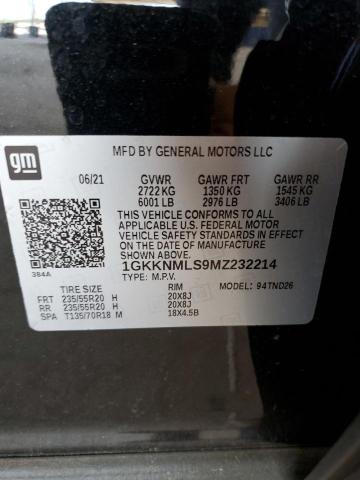 gm
MFD BY GENERAL MOTORS LLC
06/21 GVWR GAWR FRT GAWR RR
2722 KG 1350 KG 1545 KG
6001 LB 2976 LB 3406 LB
THIS VEHICLE CONFORMS TO ALL
APPLICABLE U.S. FEDERAL MOTOR
VEHICLE SAFETY STANDARDS IN EFFECT
ON THE DATE OF MANUFACTURE SHOWN ABOVE.
384A
1GKKNMLS9MZ232214
TYPE: M.P.V. MODEL: 94TND26
TIRE SIZE RIM
FRT 235/55R20 H 20X8J
RR 235/55R20 H 20X8J
SPA T135/70R18 M 18X4.5B